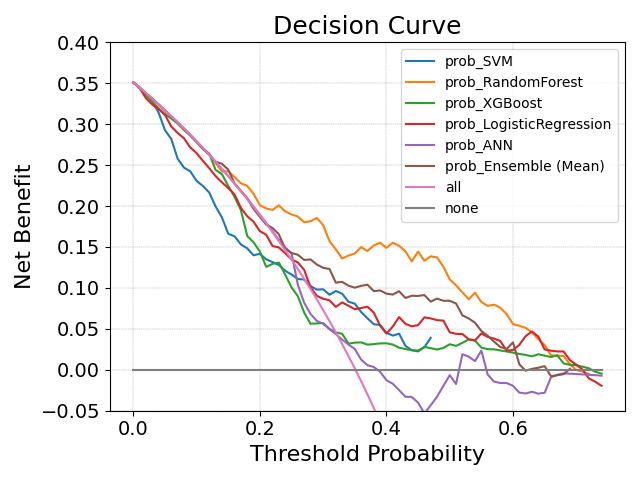 Decision Curve
Net Benefit
0.40
0.35
0.30
0.25
0.20
0.15
0.10
0.05
0.00
−0.05
prob_SVM
prob_RandomForest
prob_XGBoost
prob_LogisticRegression
prob_ANN
prob_Ensemble (Mean)
all
none
0.0 0.2 0.4 0.6
Threshold Probability